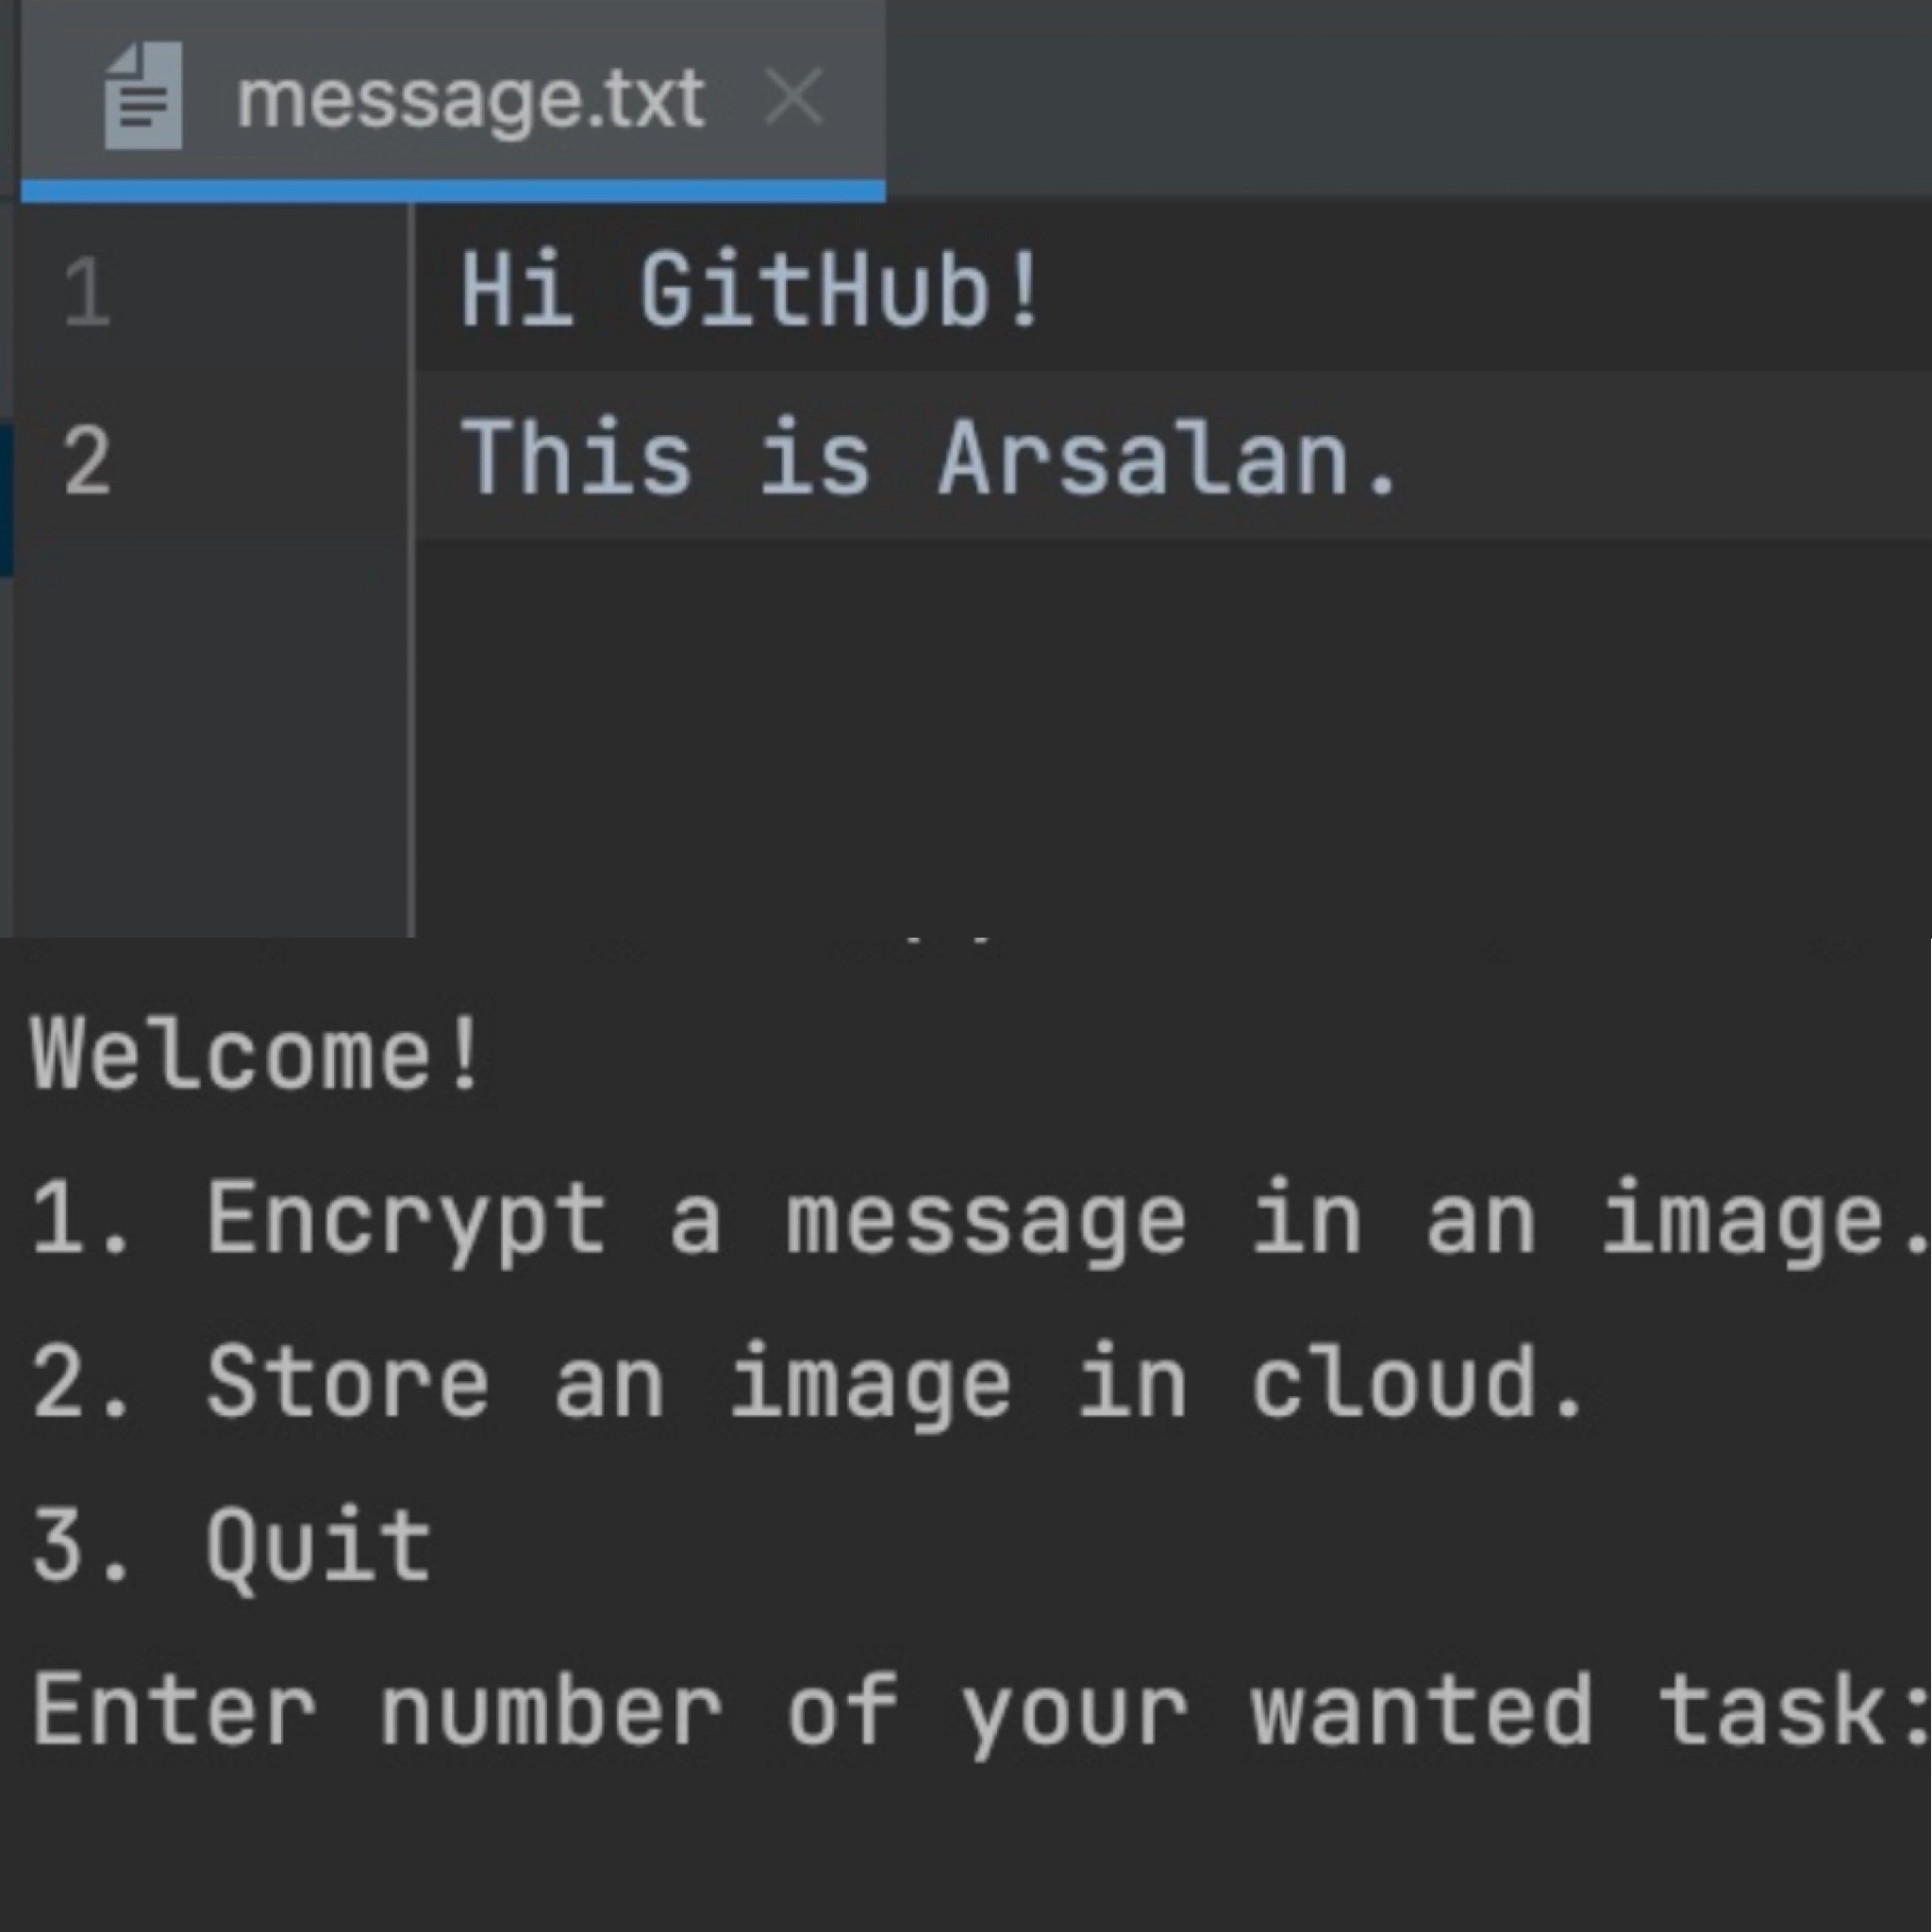 message.txt
1 Hi GitHub!
2 This is Arsalan.
Welcome!
1. Encrypt a message in an image.
2. Store an image in cloud.
3. Quit
Enter number of your wanted task: